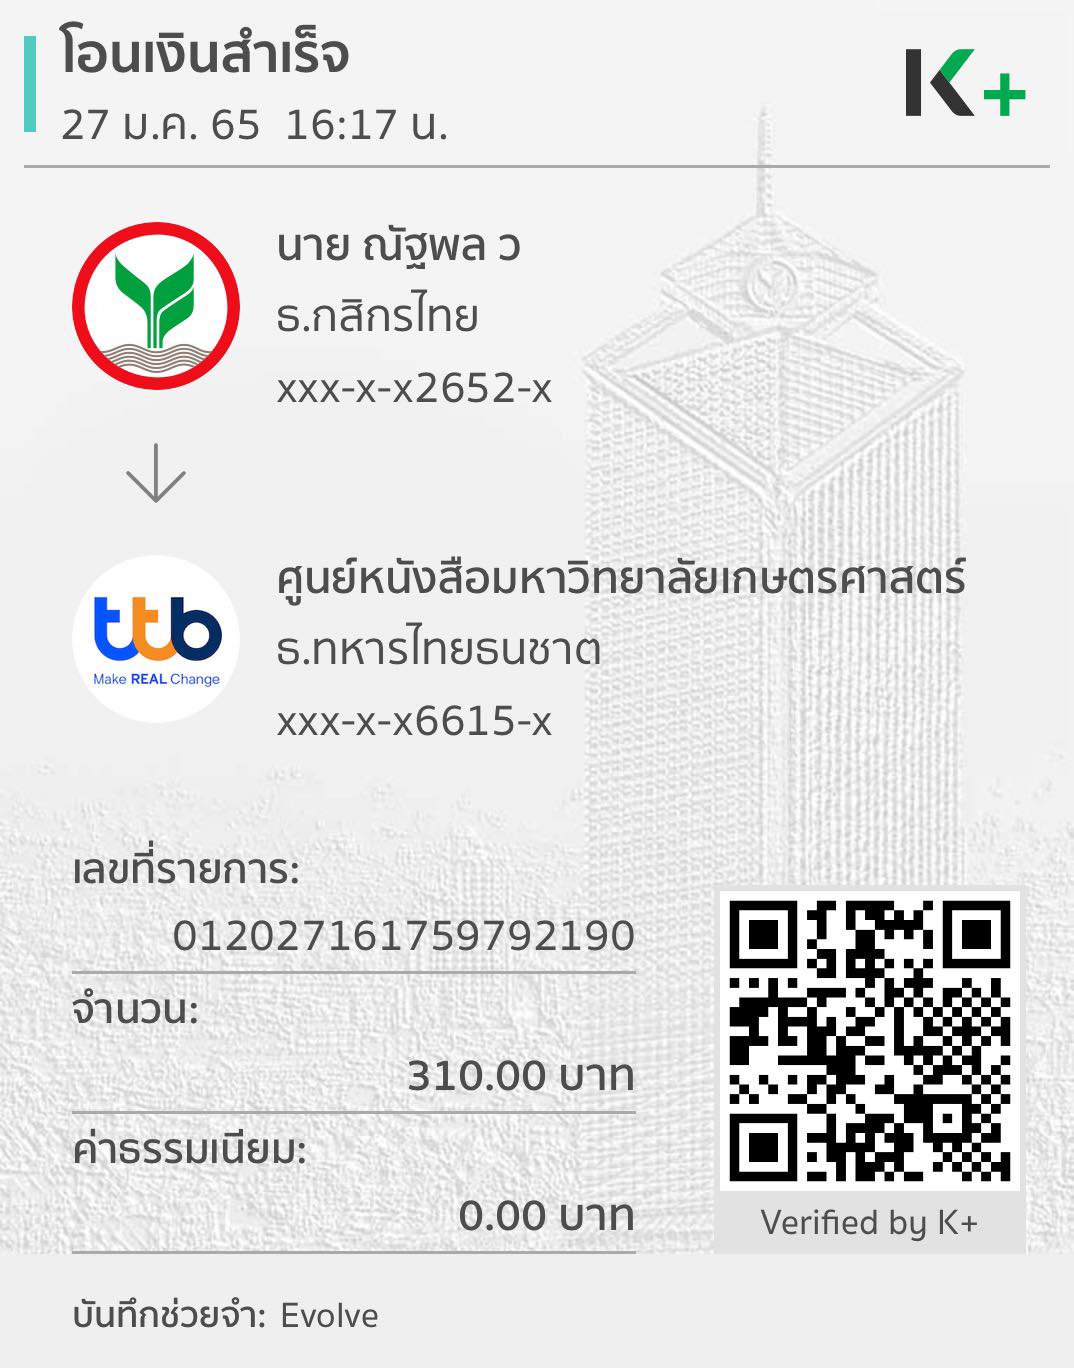 โอนเงินสำเร็จ
27 ม.ค. 65 16:17 น.
K+
นาย ณัฐพล ว
ธ.กสิกรไทย
xxx-x-x2652-x
ttb
Make REAL Change
ศูนย์หนังสือมหาวิทยาลัยเกษตรศาสตร์
ธ.ทหารไทยธนชาต
xxx-x-x6615-x
เลขที่รายการ:
012027161759792190
จำนวน:
310.00 บาท
ค่าธรรมเนียม:
0.00 บาท
Verified by K+
บันทึกช่วยจำ: Evolve